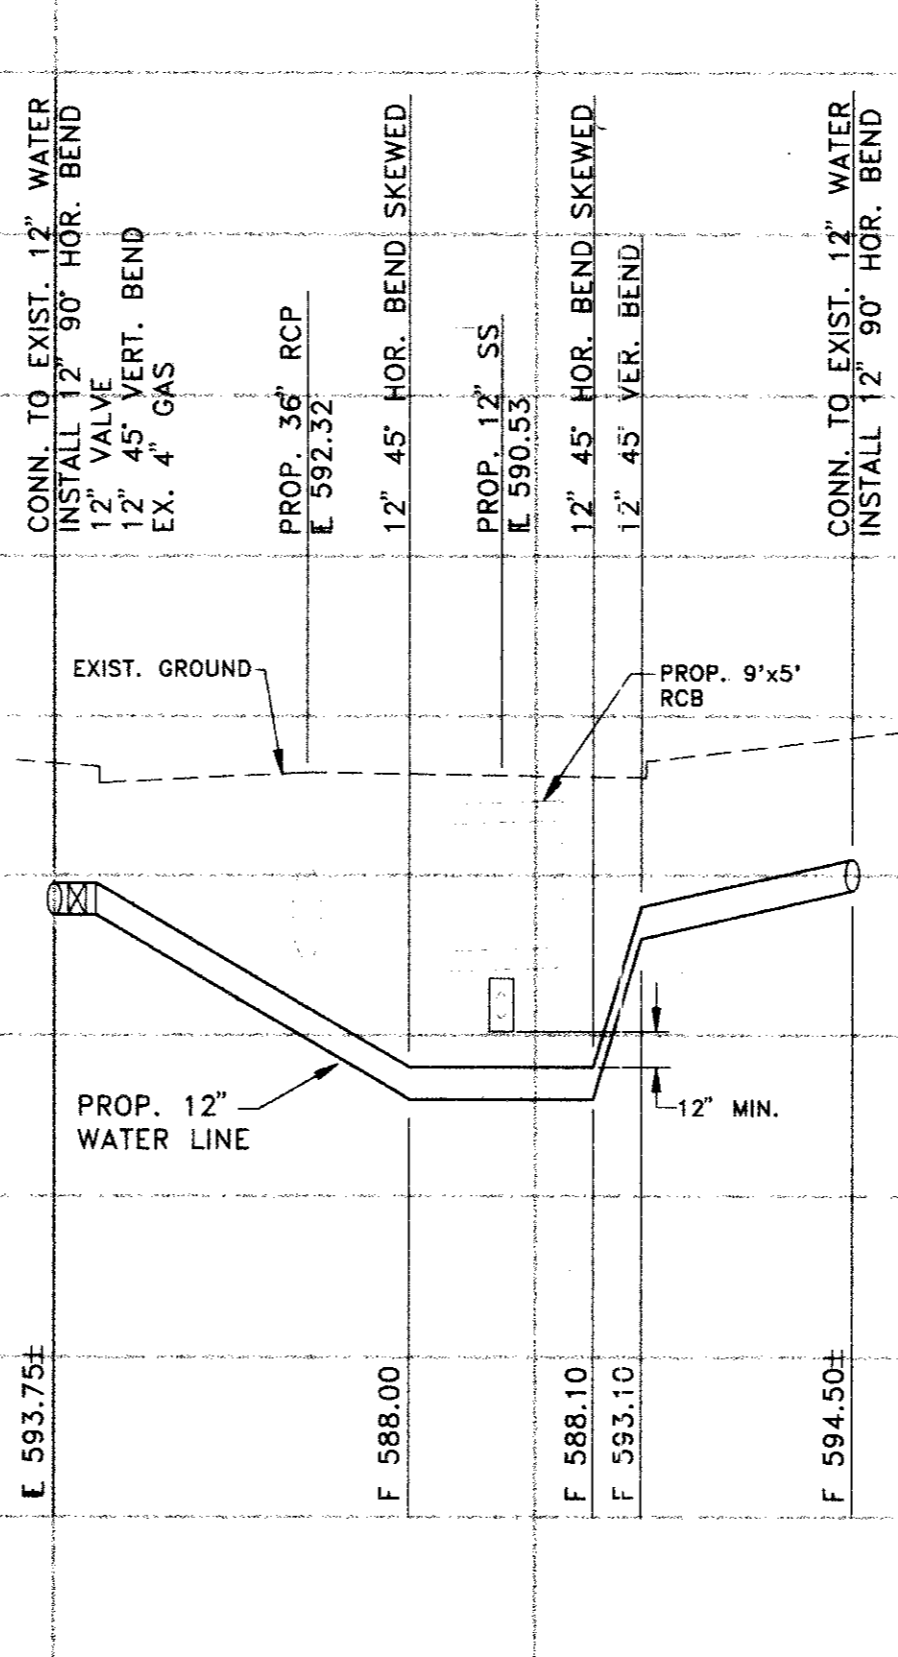 CONN. TO EXIST. 12" WATER
INSTALL 12" 90° HOR. BEND
12" VALVE
12" 45° VERT. BEND
EX. 4" GAS
PROP. 36" RCP
FL 592.32
12" 45° HOR. BEND SKEWED
PROP. 12" SS
FL 590.53
12" 45° HOR. BEND SKEWED
12" 45° VER. BEND
CONN. TO EXIST. 12" WATER
INSTALL 12" 90° HOR. BEND
EXIST. GROUND
PROP. 9'x5'
RCB
PROP. 12"
WATER LINE
12" MIN.
FL 593.75±
F 588.00
F 588.10
F 593.10
F 594.50±